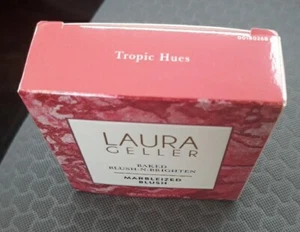 Tropic Hues
LAURA
GELLER
BAKED
BLUSH-N-BRIGHTEN
MARBLEIZED
BLUSH